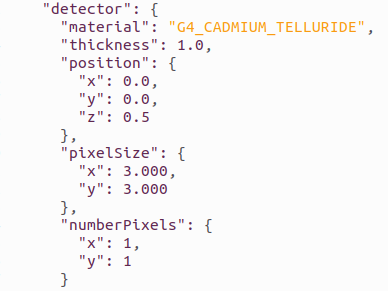 "detector": {
"material": "G4_CADMIUM_TELLURIDE",
"thickness": 1.0,
"position": {
"x": 0.0,
"y": 0.0,
"z": 0.5
},
"pixelSize": {
"x": 3.000,
"y": 3.000
},
"numberPixels": {
"x": 1,
"y": 1
}